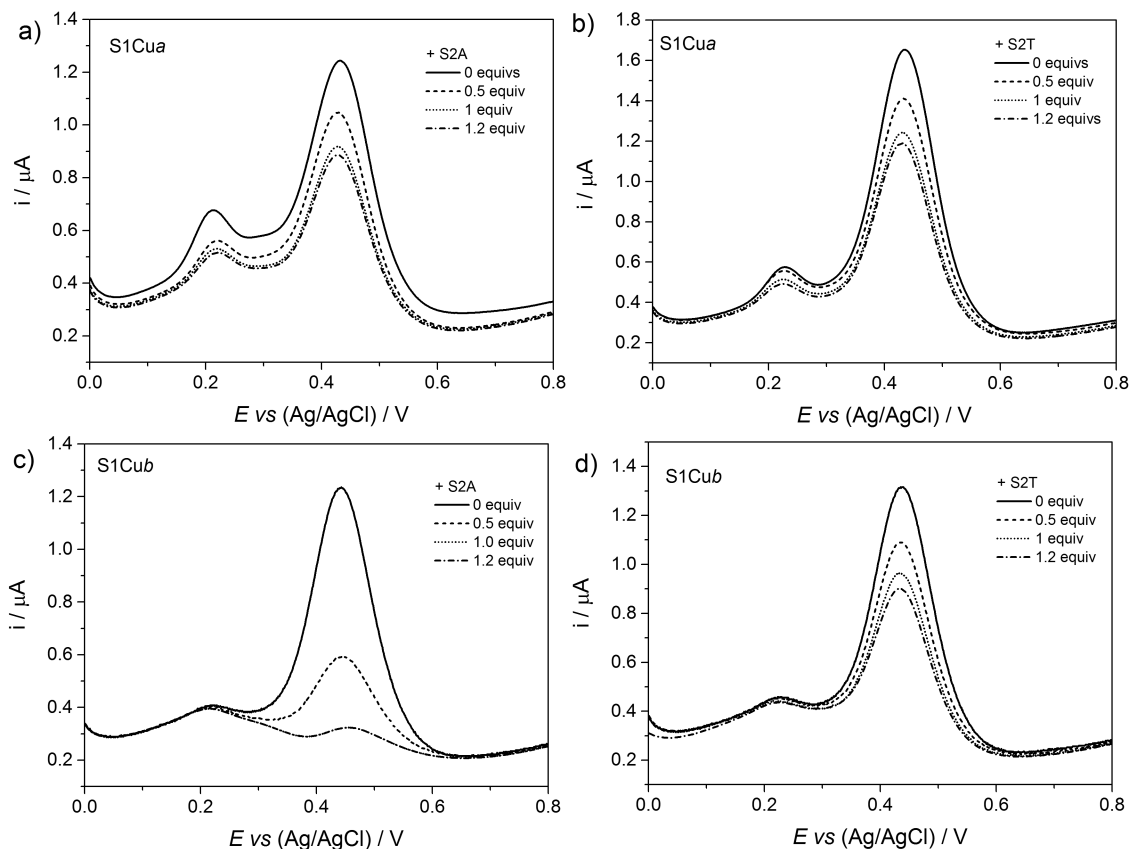 a)
S1Cua
+ S2A
0 equivs
0.5 equiv
1 equiv
1.2 equiv
1.4
1.2
1.0
0.8
0.6
0.4
0.2
i / μA
0.0 0.2 0.4 0.6 0.8
E vs (Ag/AgCl) / V
b)
S1Cua
+ S2T
0 equivs
0.5 equiv
1 equiv
1.2 equivs
1.8
1.6
1.4
1.2
1.0
0.8
0.6
0.4
0.2
i / μA
0.0 0.2 0.4 0.6 0.8
E vs (Ag/AgCl) / V
c)
S1Cub
+ S2A
0 equiv
0.5 equiv
1.0 equiv
1.2 equiv
1.4
1.2
1.0
0.8
0.6
0.4
0.2
i / μA
0.0 0.2 0.4 0.6 0.8
E vs (Ag/AgCl) / V
d)
S1Cub
+ S2T
0 equiv
0.5 equiv
1 equiv
1.2 equiv
1.4
1.2
1.0
0.8
0.6
0.4
0.2
i / μA
0.0 0.2 0.4 0.6 0.8
E vs (Ag/AgCl) / V